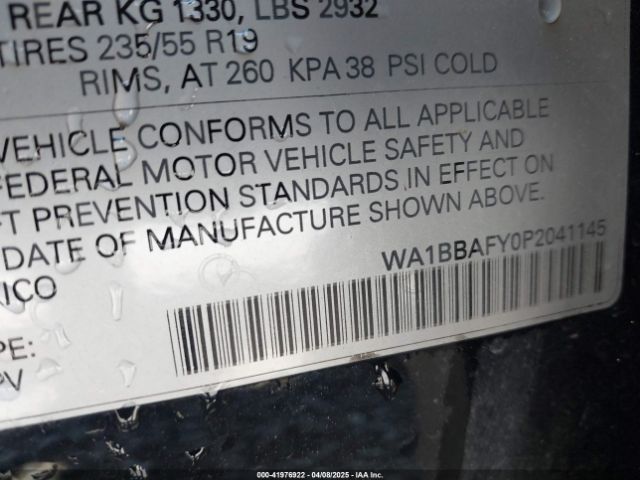 REAR KG 1330, LBS 2932
TIRES 235/55 R19
RIMS, AT 260 KPA 38 PSI COLD
VEHICLE CONFORMS TO ALL APPLICABLE
FEDERAL MOTOR VEHICLE SAFETY AND
FT PREVENTION STANDARDS IN EFFECT ON
DATE OF MANUFACTURE SHOWN ABOVE.
WA1BBAFY0P2041145
ICO
PE:
PV
000-41976922 | 04/08/2025 | IAA Inc.